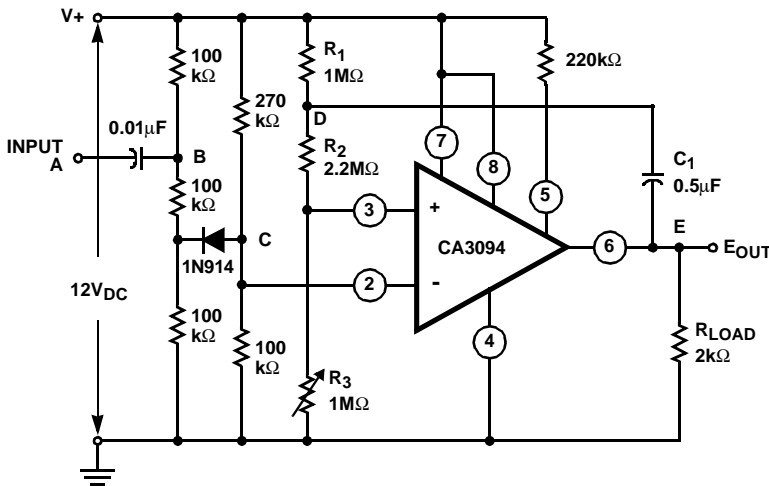 V+
100
kΩ
R1
1MΩ
220kΩ
270
kΩ
0.01µF
D
INPUT
A
B
R2
2.2MΩ
7
8
C1
0.5µF
100
kΩ
3
+
5
1N914
C
CA3094
6
E
EOUT
12VDC
2
-
100
kΩ
100
kΩ
R3
1MΩ
4
RLOAD
2kΩ